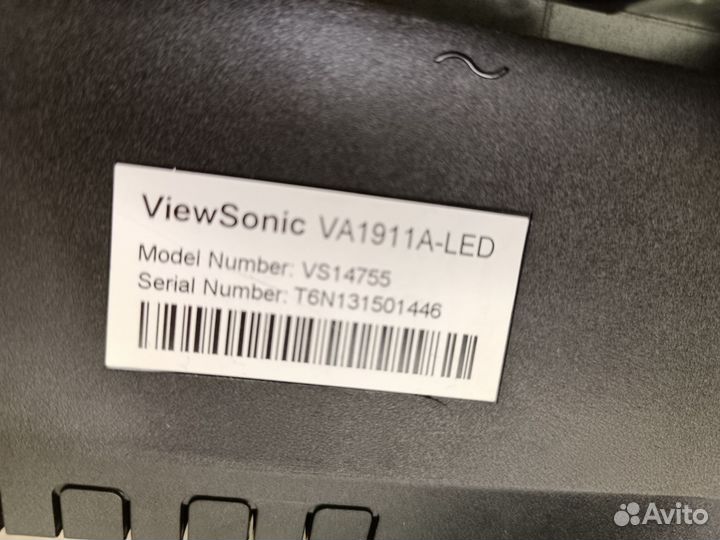 ViewSonic VA1911A-LED
Model Number: VS14755
Serial Number: T6N131501446
Avito